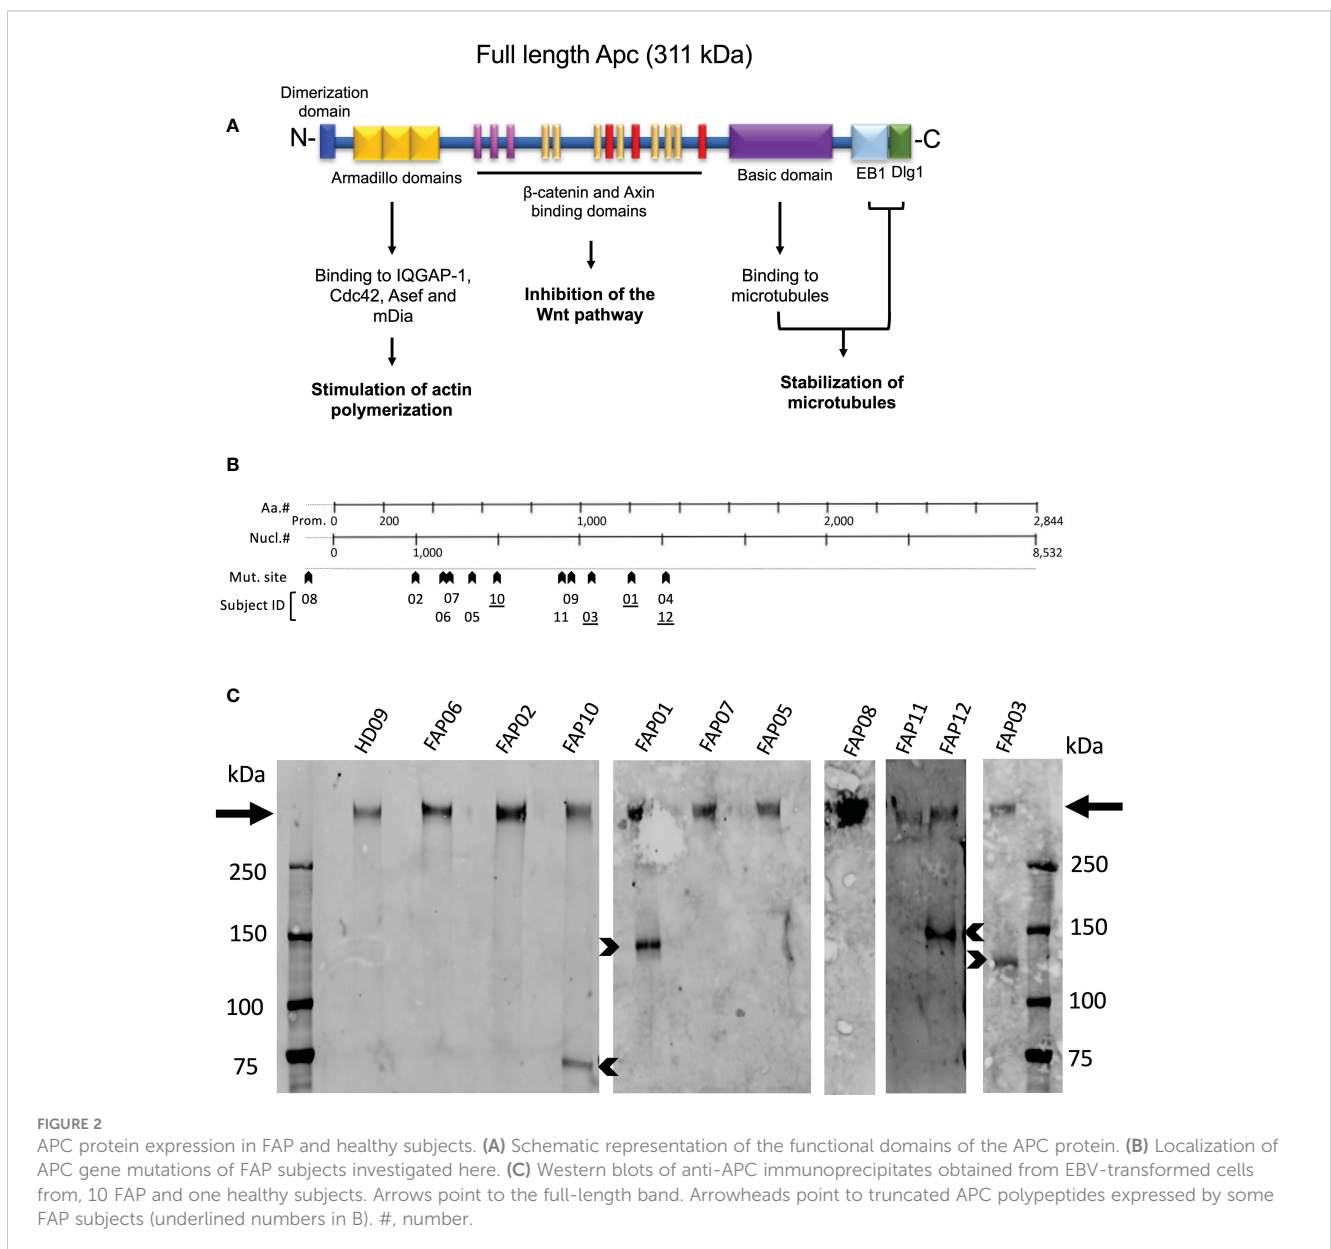 Full length Apc (311 kDa)
Dimerization
domain
A
N-
-C
Armadillo domains
β-catenin and Axin
binding domains
Basic domain
EB1 Dlg1
Binding to IQGAP-1,
Cdc42, Asef and
mDia
Inhibition of the
Wnt pathway
Binding to
microtubules
Stimulation of actin
polymerization
Stabilization of
microtubules
B
Aa.#
Prom. 0 200 1,000 2,000 2,844
Nucl.#
0 1,000 8,532
Mut. site
Subject ID
08 02 07 10 09 01 04
06 05 11 03 12
C
HD09 FAP06 FAP02 FAP10 FAP01 FAP07 FAP05 FAP08 FAP11 FAP12 FAP03
kDa kDa
250 250
150 150
100 100
75 75
FIGURE 2
APC protein expression in FAP and healthy subjects. (A) Schematic representation of the functional domains of the APC protein. (B) Localization of
APC gene mutations of FAP subjects investigated here. (C) Western blots of anti-APC immunoprecipitates obtained from EBV-transformed cells
from, 10 FAP and one healthy subjects. Arrows point to the full-length band. Arrowheads point to truncated APC polypeptides expressed by some
FAP subjects (underlined numbers in B). #, number.